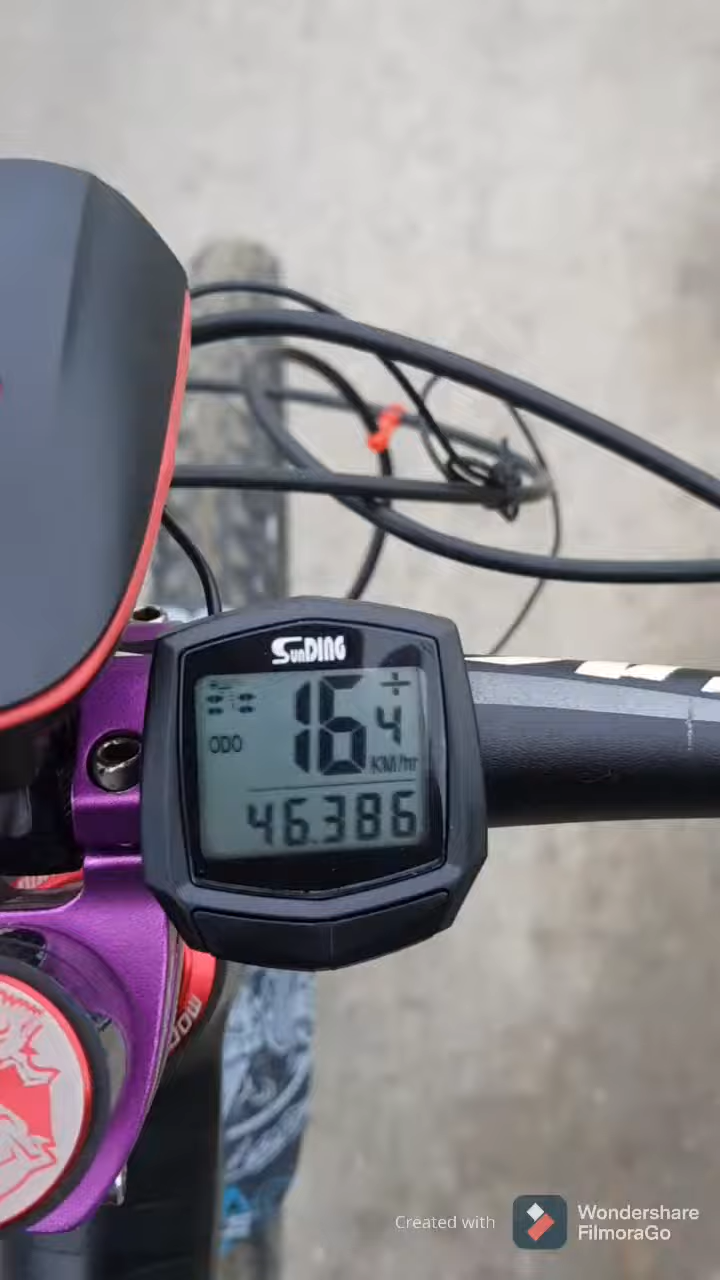 SunDING
16 4
ODO
KM/hr
46.386
Created with
Wondershare
FilmoraGo